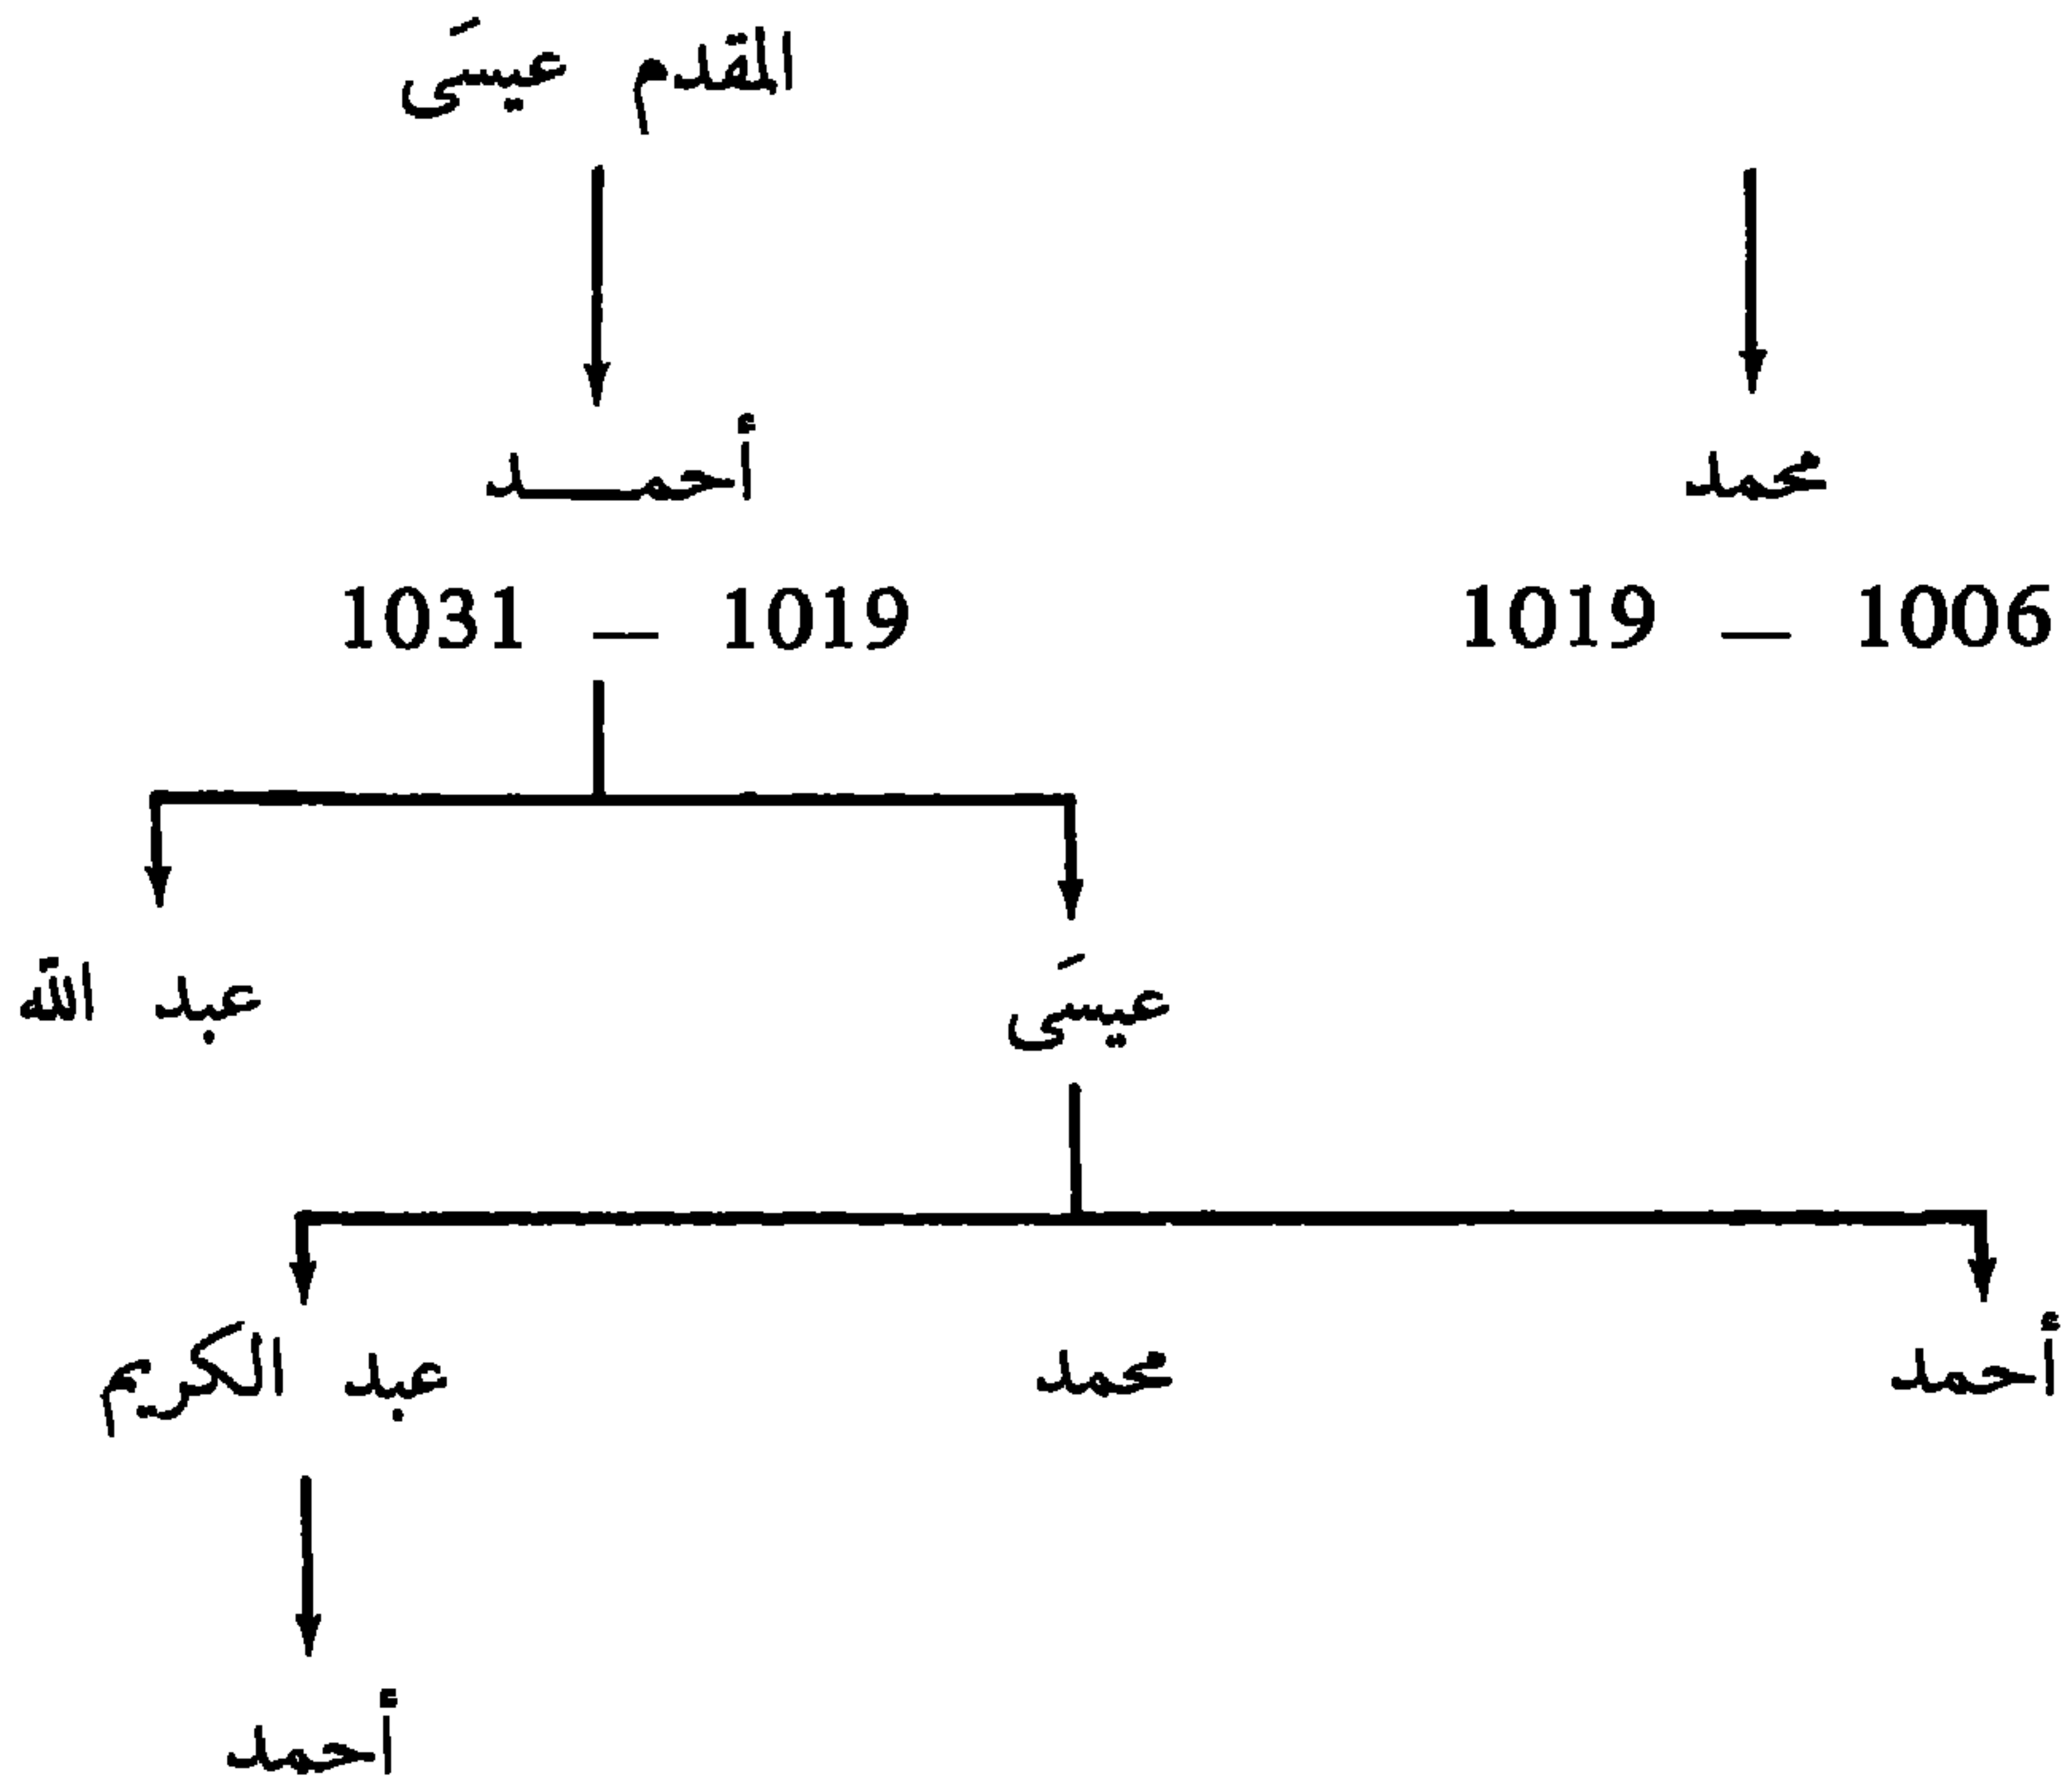 المقدم عيسَى
محمد أحمـــد
1006 — 1019 1019 — 1031
عيسَى عبد الله
أحمد محمد عبد الكريم
أحمد